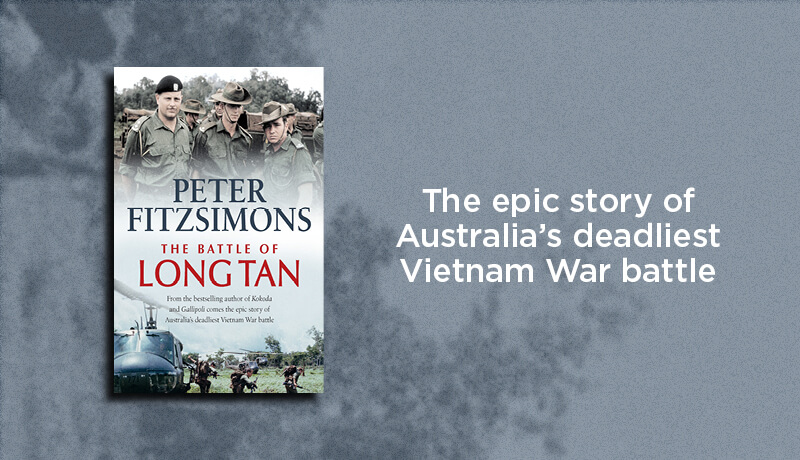 PETER
FITZSIMONS
THE BATTLE OF
LONG TAN
From the bestselling author of Kokoda
and Gallipoli comes the epic story of
Australia's deadliest Vietnam War battle
The epic story of
Australia’s deadliest
Vietnam War battle